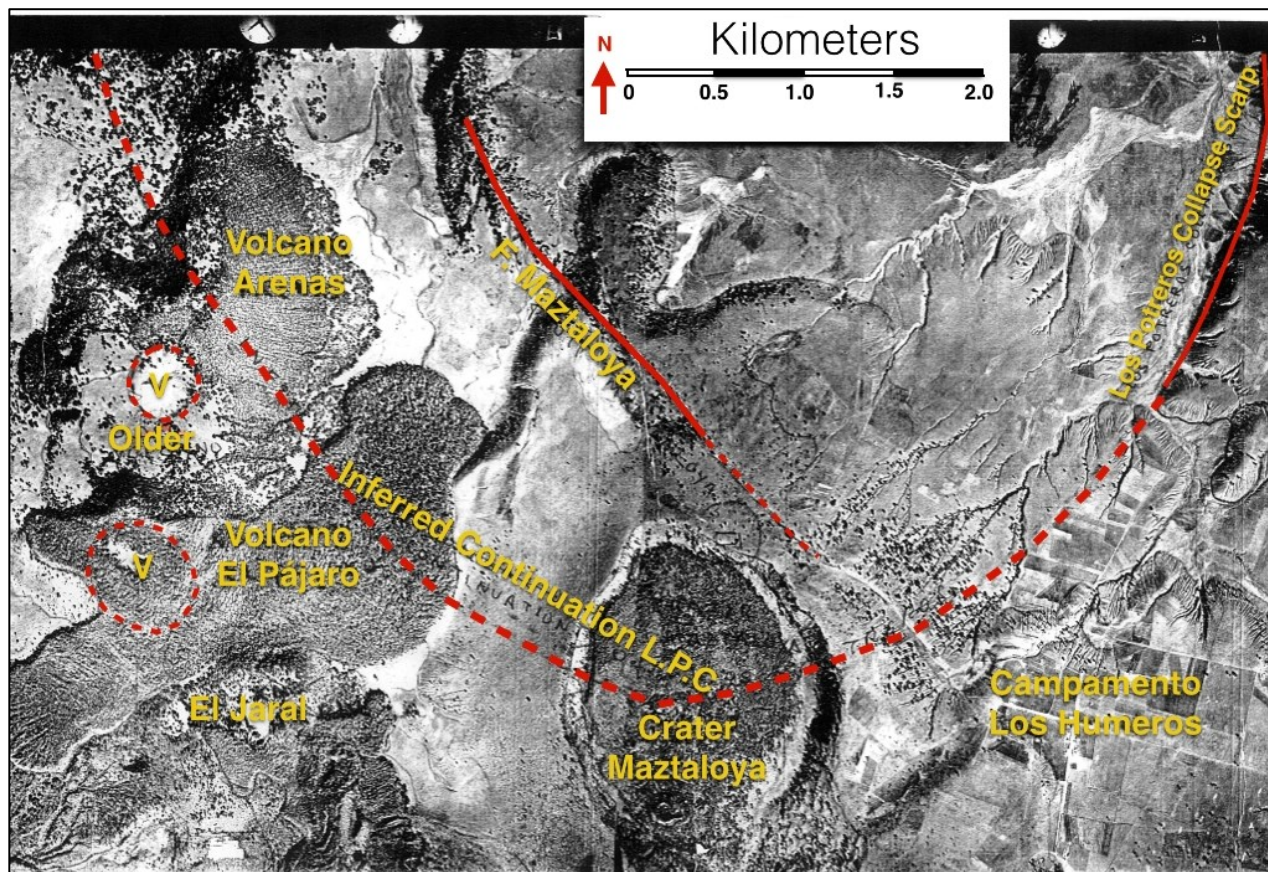 Kilometers
N
0 0.5 1.0 1.5 2.0
Los Potreros Collapse Scarp
Volcano
Arenas
F. Maztaloya
V
Older
Inferred Continuation L.P.C
Volcano
El Pájaro
V
El Jaral
Crater
Maztaloya
Campamento
Los Humeros